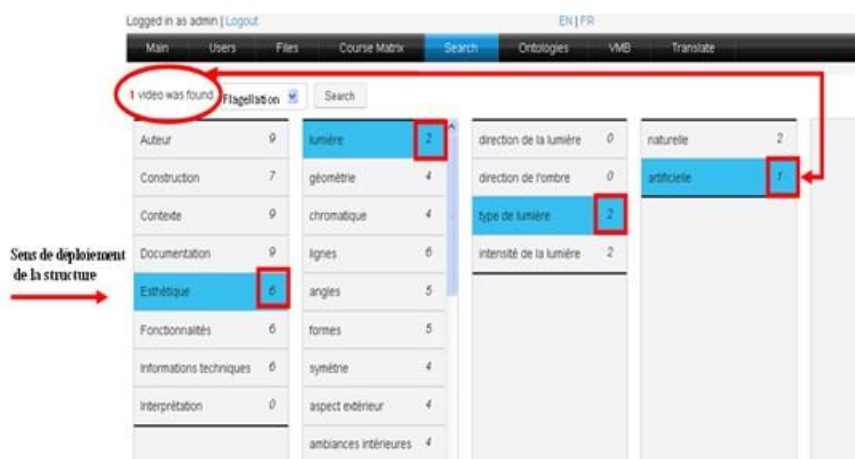 Logged in as admin | Logout EN | FR
Main Users Files Course Matrix Search Ontologies VMB Translate
1 video was found Flagellation Search
Auteur 9
Construction 7
Contexte 9
Documentation 9
Esthétique 6
Fonctionnalités 6
Informations techniques 6
Interprétation 0
lumière 2
géométrie 4
chromatique 4
lignes 6
angles 5
formes 5
symétrie 4
aspect extérieur 4
ambiances intérieures 4
direction de la lumière 0
direction de l'ombre 0
type de lumière 2
intensité de la lumière 2
naturelle 2
artificielle 1
Sens de déploiement
de la structure